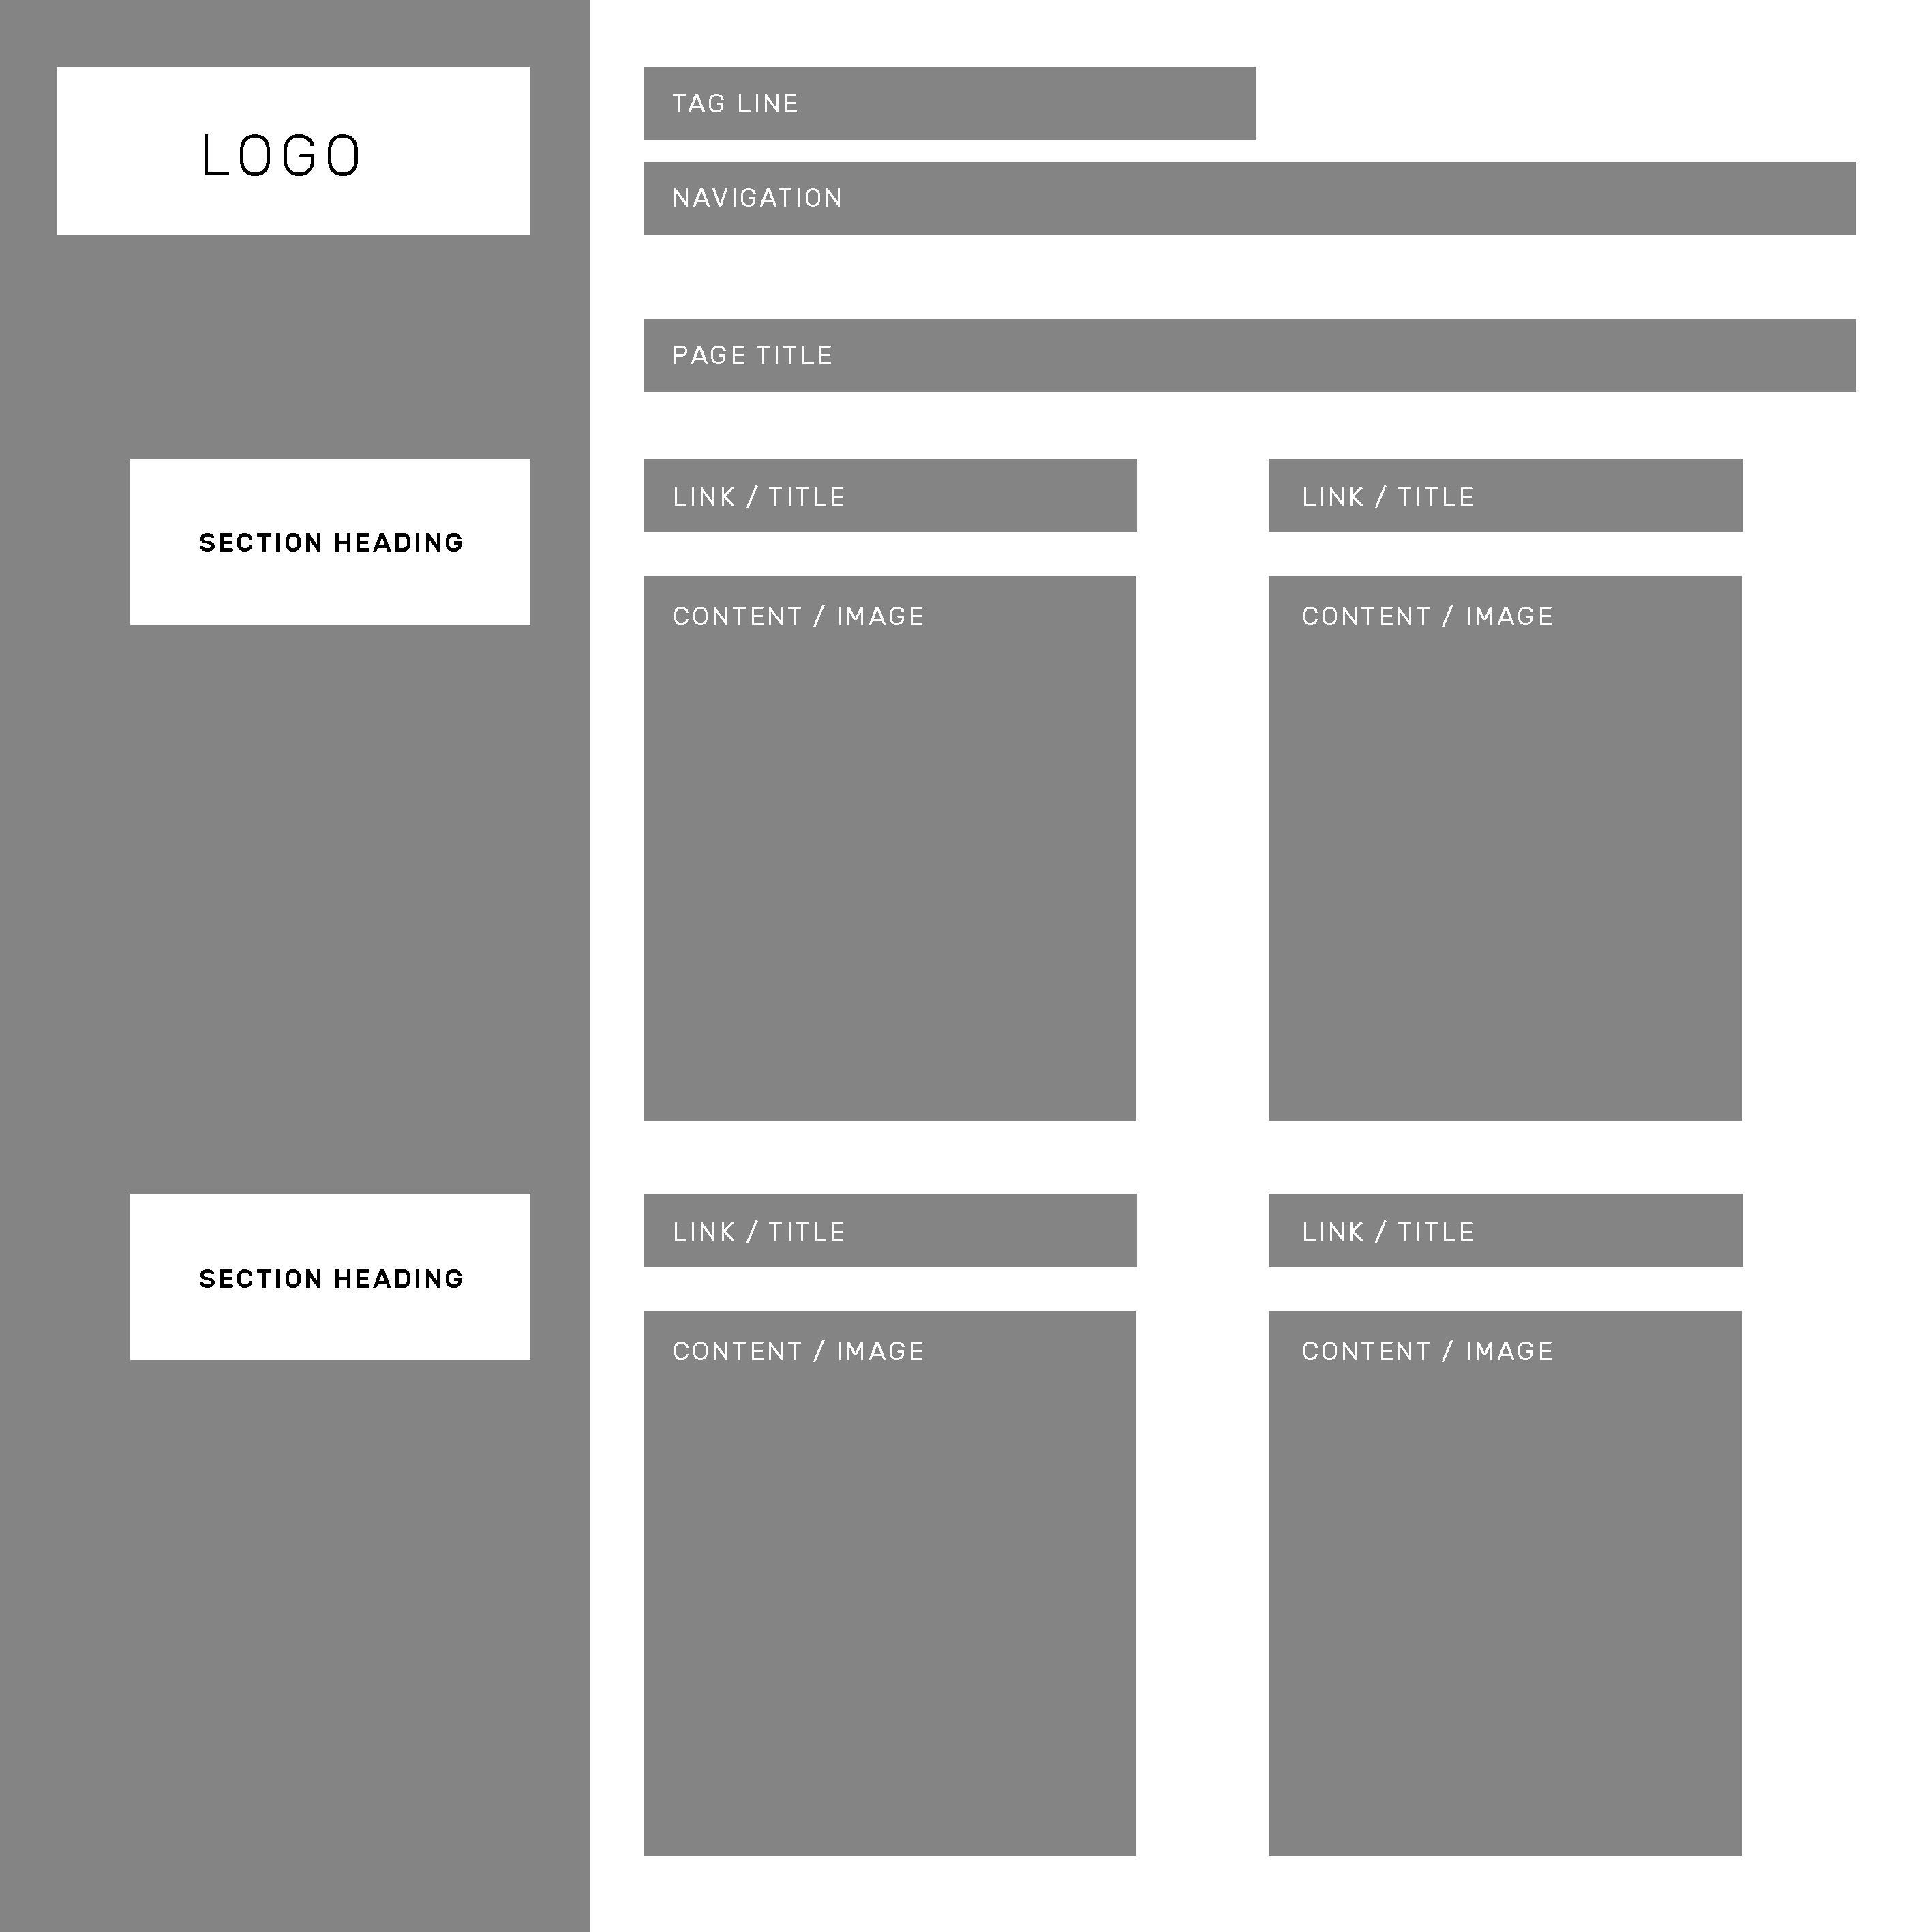 LOGO
TAG LINE
NAVIGATION
PAGE TITLE
SECTION HEADING
LINK / TITLE
LINK / TITLE
CONTENT / IMAGE
CONTENT / IMAGE
SECTION HEADING
LINK / TITLE
LINK / TITLE
CONTENT / IMAGE
CONTENT / IMAGE